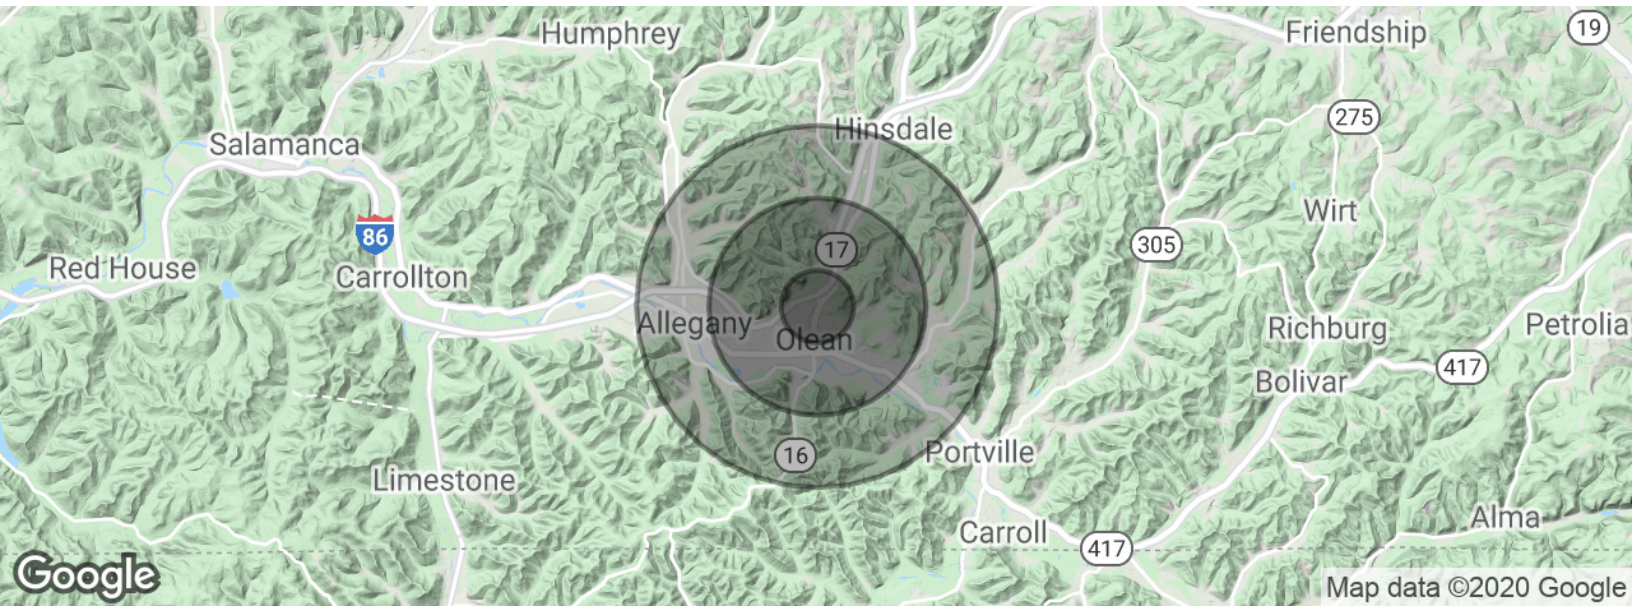 Humphrey
Friendship
19
275
Hinsdale
Salamanca
Wirt
86
17
305
Red House
Carrollton
Allegany
Olean
Richburg
Petrolia
417
Bolivar
16
Portville
Limestone
Carroll
Alma
417
Google
Map data ©2020 Google